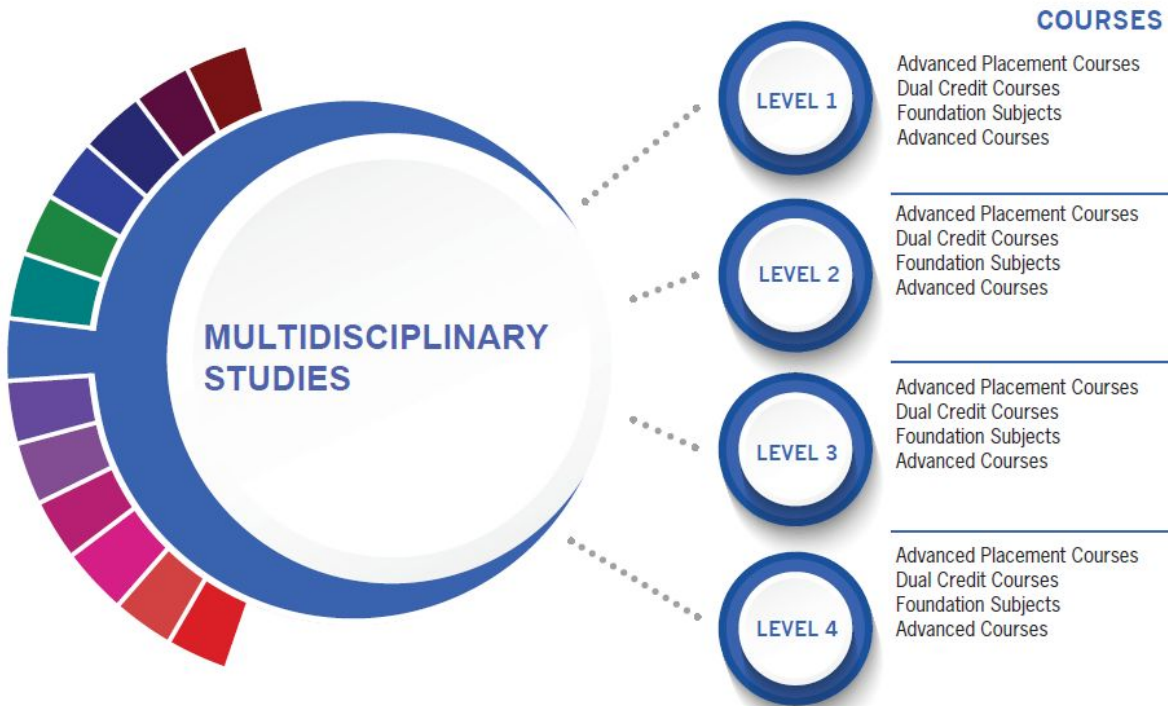 COURSES
MULTIDISCIPLINARY
STUDIES
LEVEL 1
Advanced Placement Courses
Dual Credit Courses
Foundation Subjects
Advanced Courses
LEVEL 2
Advanced Placement Courses
Dual Credit Courses
Foundation Subjects
Advanced Courses
LEVEL 3
Advanced Placement Courses
Dual Credit Courses
Foundation Subjects
Advanced Courses
LEVEL 4
Advanced Placement Courses
Dual Credit Courses
Foundation Subjects
Advanced Courses